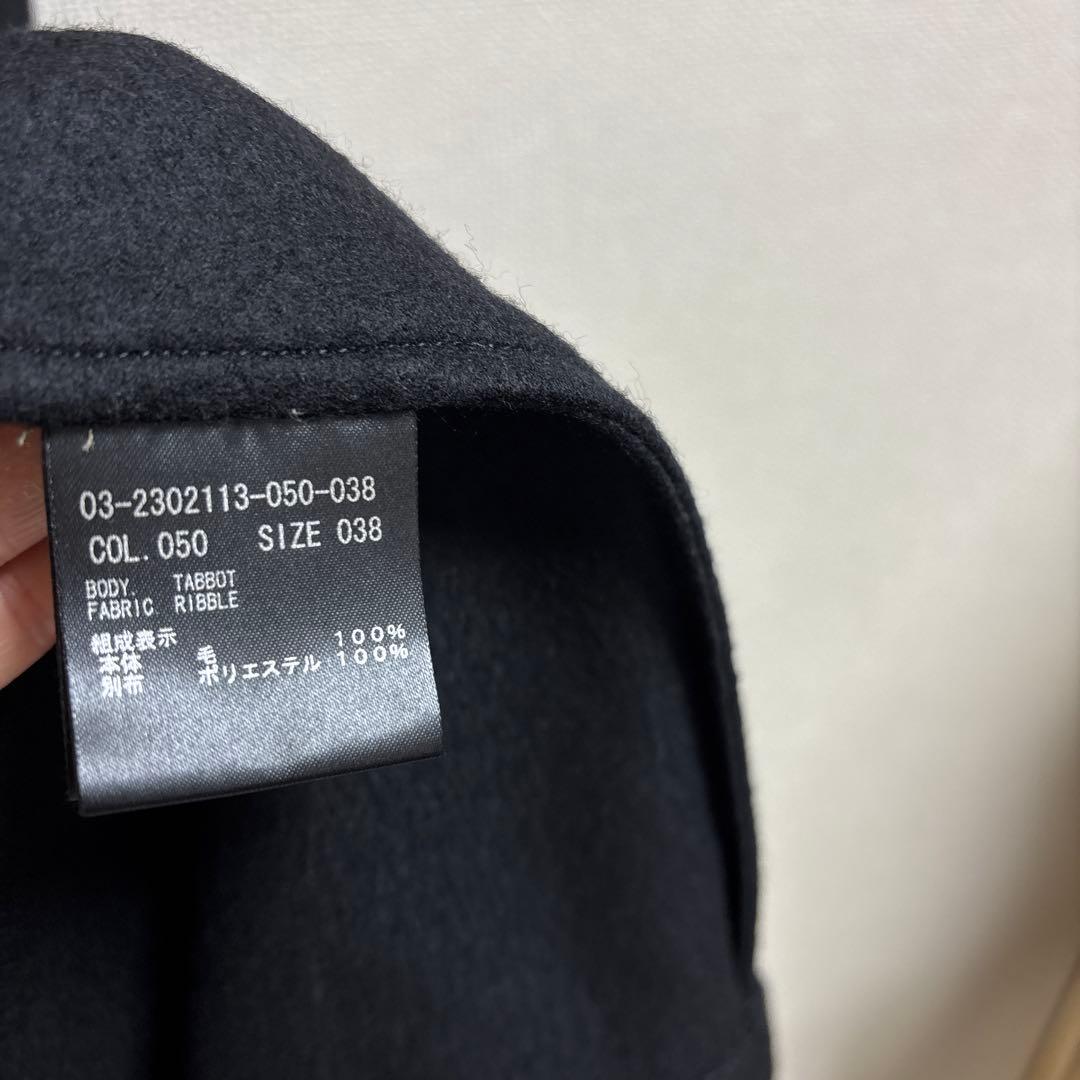 03-2302113-050-038
COL.050 SIZE 038
BODY. TABBOT
FABRIC RIBBLE
組成表示
本体 毛 100%
別布 ポリエステル 100%